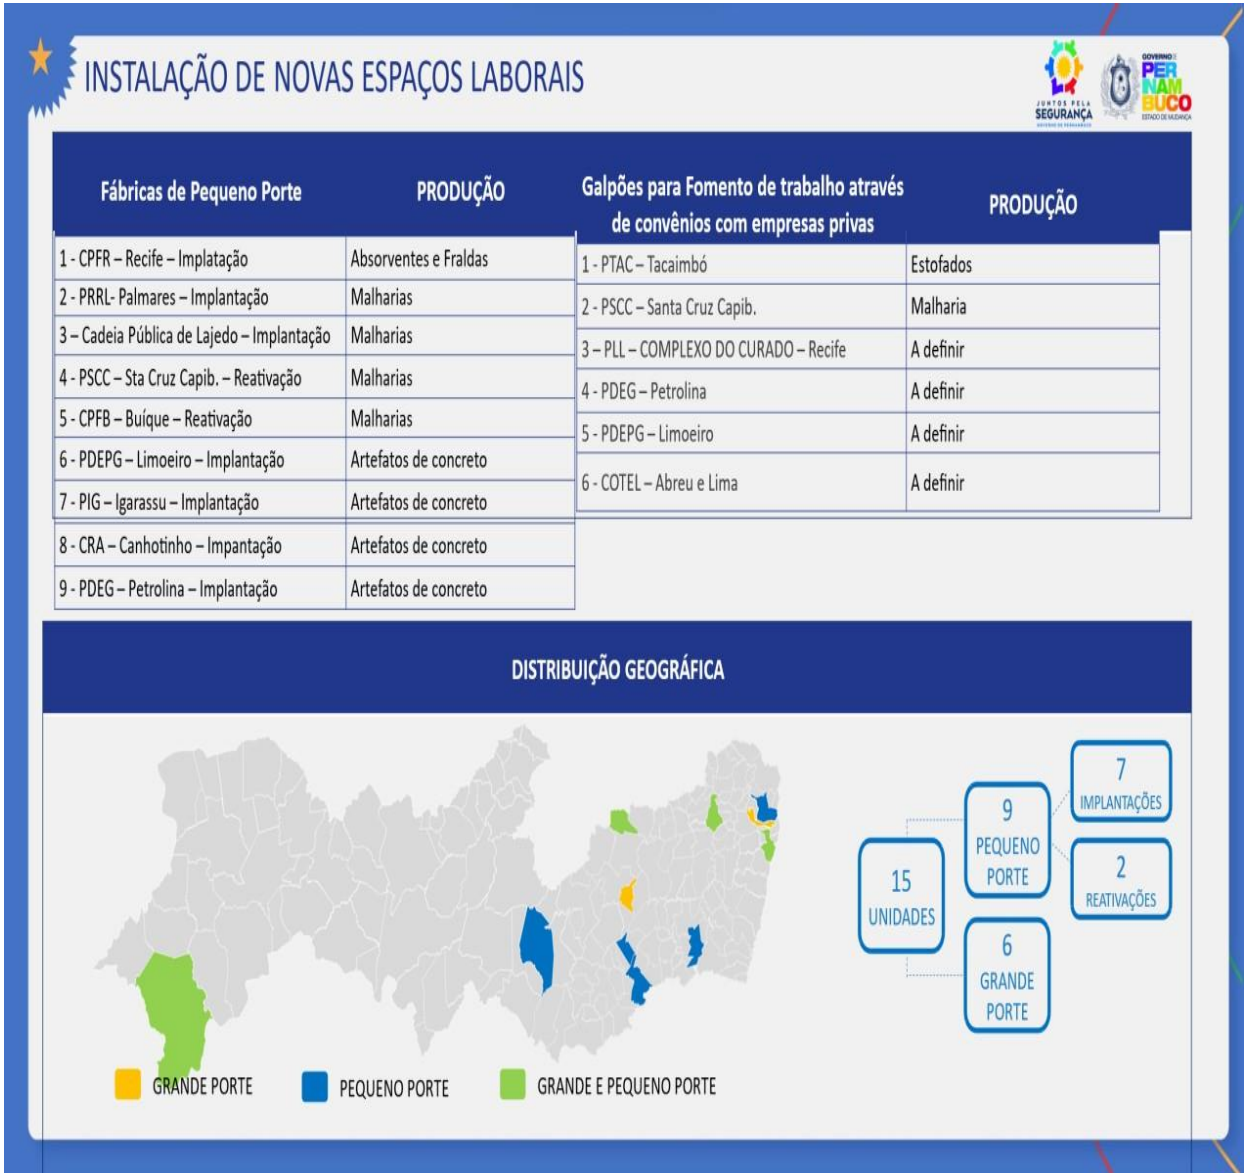 INSTALAÇÃO DE NOVAS ESPAÇOS LABORAIS
JUNTOS PELA
SEGURANÇA
GOVERNO DE PERNAMBUCO
GOVERNO DE
PER
NAM
BUCO
ESTADO DE MUDANÇA
Fábricas de Pequeno Porte PRODUÇÃO
1 - CPFR – Recife – Implatação Absorventes e Fraldas
2 - PRRL- Palmares – Implantação Malharias
3 – Cadeia Pública de Lajedo – Implantação Malharias
4 - PSCC – Sta Cruz Capib. – Reativação Malharias
5 - CPFB – Buíque – Reativação Malharias
6 - PDEPG – Limoeiro – Implantação Artefatos de concreto
7 - PIG – Igarassu – Implantação Artefatos de concreto
8 - CRA – Canhotinho – Impantação Artefatos de concreto
9 - PDEG – Petrolina – Implantação Artefatos de concreto
Galpões para Fomento de trabalho através
de convênios com empresas privas
PRODUÇÃO
1 - PTAC – Tacaimbó Estofados
2 - PSCC – Santa Cruz Capib. Malharia
3 – PLL – COMPLEXO DO CURADO – Recife A definir
4 - PDEG – Petrolina A definir
5 - PDEPG – Limoeiro A definir
6 - COTEL – Abreu e Lima A definir
DISTRIBUIÇÃO GEOGRÁFICA
15
UNIDADES
9
PEQUENO
PORTE
7
IMPLANTAÇÕES
2
REATIVAÇÕES
6
GRANDE
PORTE
GRANDE PORTE
PEQUENO PORTE
GRANDE E PEQUENO PORTE